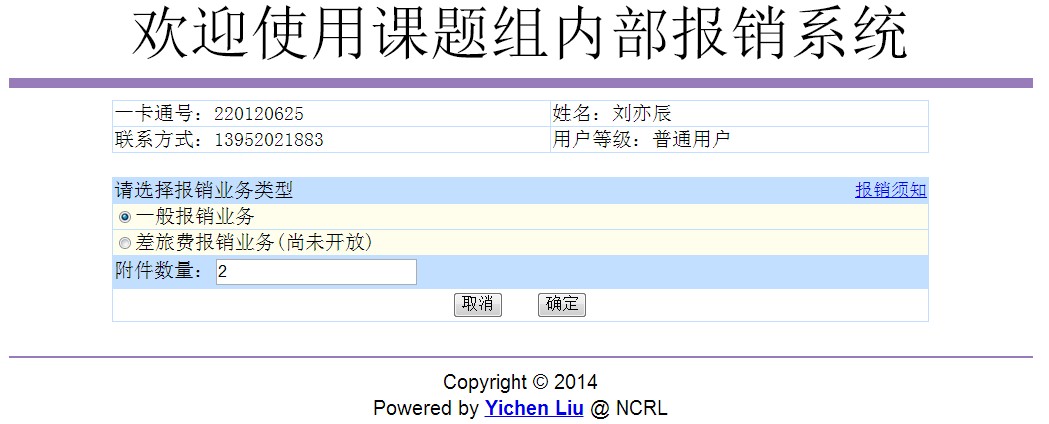 欢迎使用课题组内部报销系统
一卡通号：220120625 姓名：刘亦辰
联系方式：13952021883 用户等级：普通用户
请选择报销业务类型 报销须知
一般报销业务
差旅费报销业务(尚未开放)
附件数量：2
取消 确定
Copyright © 2014
Powered by Yichen Liu @ NCRL